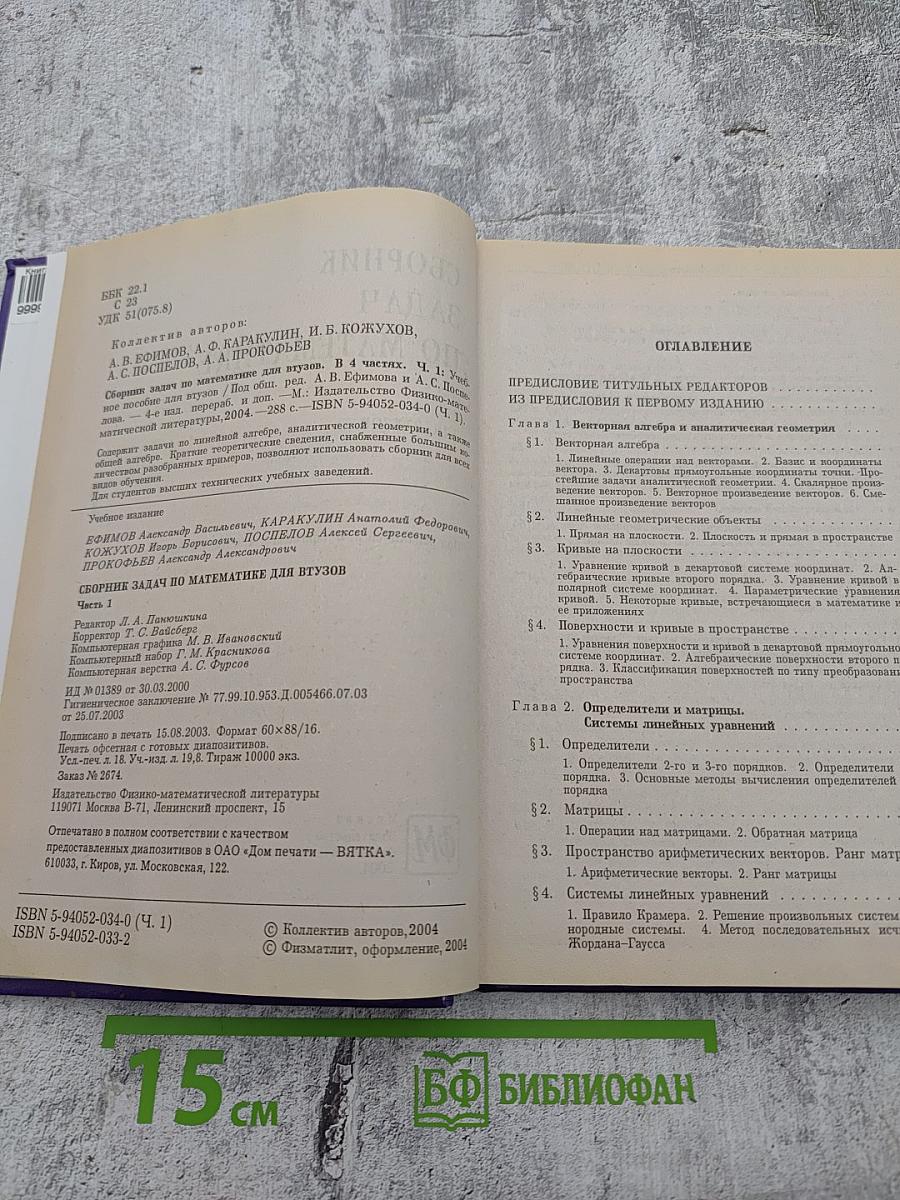 Книг
9999
ББК 22.1
С 23
УДК 51(075.8)
Коллектив авторов:
А. В. ЕФИМОВ, А. Ф. КАРАКУЛИН, И. Б. КОЖУХОВ,
А. С. ПОСПЕЛОВ, А. А. ПРОКОФЬЕВ
Сборник задач по математике для втузов. В 4 частях. Ч. 1: Учеб-
ное пособие для втузов / Под общ. ред. А. В. Ефимова и А. С. Поспе-
лова. — 4-е изд. перераб. и доп. —М.: Издательство Физико-мате-
матической литературы, 2004. —288 с.—ISBN 5-94052-034-0 (Ч. 1).
Содержит задачи по линейной алгебре, аналитической геометрии, а также
общей алгебре. Краткие теоретические сведения, снабженные большим ко-
личеством разобранных примеров, позволяют использовать сборник для всех
видов обучения.
Для студентов высших технических учебных заведений.
Учебное издание
ЕФИМОВ Александр Васильевич, КАРАКУЛИН Анатолий Федорович,
КОЖУХОВ Игорь Борисович, ПОСПЕЛОВ Алексей Сергеевич,
ПРОКОФЬЕВ Александр Александрович
СБОРНИК ЗАДАЧ ПО МАТЕМАТИКЕ ДЛЯ ВТУЗОВ
Часть 1
Редактор Л. А. Панюшкина
Корректор Т. С. Вайсберг
Компьютерная графика М. В. Ивановский
Компьютерный набор Г. М. Красникова
Компьютерная верстка А. С. Фурсов
ИД № 01389 от 30.03.2000
Гигиеническое заключение № 77.99.10.953.Д.005466.07.03
от 25.07.2003
Подписано в печать 15.08.2003. Формат 60×88/16.
Печать офсетная с готовых диапозитивов.
Усл.-печ. л. 18. Уч.-изд. л. 19,8. Тираж 10000 экз.
Заказ № 2674.
Издательство Физико-математической литературы
119071 Москва В-71, Ленинский проспект, 15
Отпечатано в полном соответствии с качеством
предоставленных диапозитивов в ОАО «Дом печати — ВЯТКА».
610033, г. Киров, ул. Московская, 122.
ISBN 5-94052-034-0 (Ч. 1)
ISBN 5-94052-033-2
© Коллектив авторов, 2004
© Физматлит, оформление, 2004
ОГЛАВЛЕНИЕ
ПРЕДИСЛОВИЕ ТИТУЛЬНЫХ РЕДАКТОРОВ . . . . . . . . . .
ИЗ ПРЕДИСЛОВИЯ К ПЕРВОМУ ИЗДАНИЮ . . . . . . . . . . .
Глава 1. Векторная алгебра и аналитическая геометрия . . . .
§ 1. Векторная алгебра . . . . . . . . . . . . . . . . . . . . . .
1. Линейные операции над векторами. 2. Базис и координаты
вектора. 3. Декартовы прямоугольные координаты точки. Про-
стейшие задачи аналитической геометрии. 4. Скалярное произ-
ведение векторов. 5. Векторное произведение векторов. 6. Сме-
шанное произведение векторов
§ 2. Линейные геометрические объекты . . . . . . . . . . .
1. Прямая на плоскости. 2. Плоскость и прямая в пространстве
§ 3. Кривые на плоскости . . . . . . . . . . . . . . . . . . . .
1. Уравнение кривой в декартовой системе координат. 2. Ал-
гебраические кривые второго порядка. 3. Уравнение кривой в
полярной системе координат. 4. Параметрические уравнения
кривой. 5. Некоторые кривые, встречающиеся в математике и
ее приложениях
§ 4. Поверхности и кривые в пространстве . . . . . . . . . .
1. Уравнения поверхности и кривой в декартовой прямоугольно
системе координат. 2. Алгебраические поверхности второго п
рядка. 3. Классификация поверхностей по типу преобразовани
пространства
Глава 2. Определители и матрицы.
Системы линейных уравнений . . . . . . . . . .
§ 1. Определители . . . . . . . . . . . . . . . . . . . . . . .
1. Определители 2-го и 3-го порядков. 2. Определители
порядка. 3. Основные методы вычисления определителей
порядка
§ 2. Матрицы . . . . . . . . . . . . . . . . . . . . . . . . . .
1. Операции над матрицами. 2. Обратная матрица
§ 3. Пространство арифметических векторов. Ранг матр
1. Арифметические векторы. 2. Ранг матрицы
§ 4. Системы линейных уравнений . . . . . . . . . . . .
1. Правило Крамера. 2. Решение произвольных систем
нородные системы. 4. Метод последовательных исч
Жордана–Гаусса
15 СМ
БФ БИБЛИОФАН